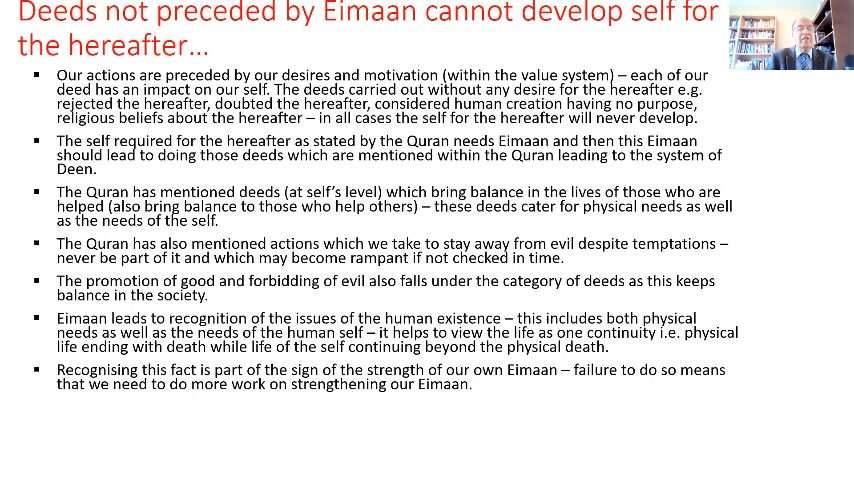 Deeds not preceded by Eimaan cannot develop self for
the hereafter…
▪ Our actions are preceded by our desires and motivation (within the value system) – each of our
deed has an impact on our self. The deeds carried out without any desire for the hereafter e.g.
rejected the hereafter, doubted the hereafter, considered human creation having no purpose,
religious beliefs about the hereafter – in all cases the self for the hereafter will never develop.
▪ The self required for the hereafter as stated by the Quran needs Eimaan and then this Eimaan
should lead to doing those deeds which are mentioned within the Quran leading to the system of
Deen.
▪ The Quran has mentioned deeds (at self's level) which bring balance in the lives of those who are
helped (also bring balance to those who help others) – these deeds cater for physical needs as well
as the needs of the self.
▪ The Quran has also mentioned actions which we take to stay away from evil despite temptations –
never be part of it and which may become rampant if not checked in time.
▪ The promotion of good and forbidding of evil also falls under the category of deeds as this keeps
balance in the society.
▪ Eimaan leads to recognition of the issues of the human existence – this includes both physical
needs as well as the needs of the human self – it helps to view the life as one continuity i.e. physical
life ending with death while life of the self continuing beyond the physical death.
▪ Recognising this fact is part of the sign of the strength of our own Eimaan – failure to do so means
that we need to do more work on strengthening our Eimaan.